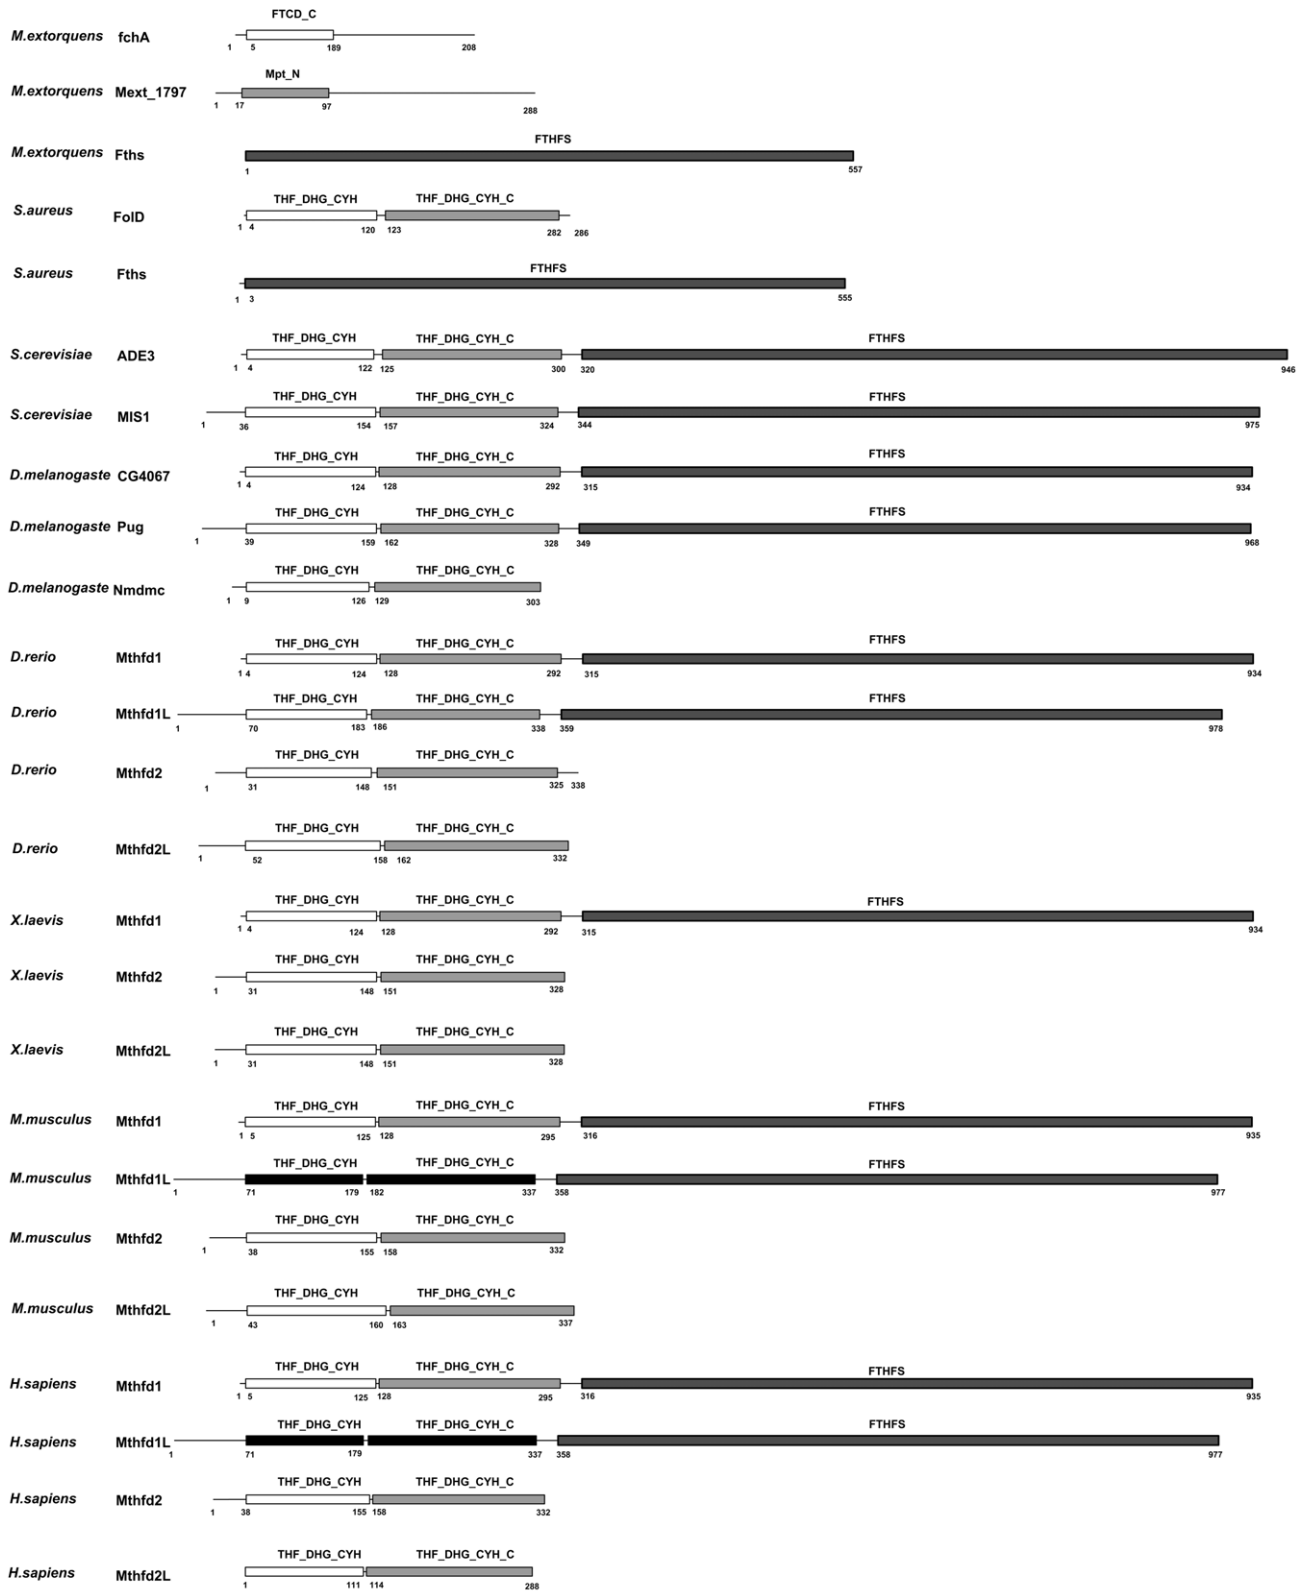 FTCD_C
M.extorquens fchA
1 5 189 208
Mpt_N
M.extorquens Mext_1797
1 17 97 288
FTHFS
M.extorquens Fths
1 557
THF_DHG_CYH THF_DHG_CYH_C
S.aureus FolD
1 4 120 123 282 286
FTHFS
S.aureus Fths
1 3 555
THF_DHG_CYH THF_DHG_CYH_C FTHFS
S.cerevisiae ADE3
1 4 122 125 300 320 946
THF_DHG_CYH THF_DHG_CYH_C FTHFS
S.cerevisiae MIS1
1 36 154 157 324 344 975
THF_DHG_CYH THF_DHG_CYH_C FTHFS
D.melanogaste CG4067
1 4 124 128 292 315 934
THF_DHG_CYH THF_DHG_CYH_C FTHFS
D.melanogaste Pug
1 39 159 162 328 349 968
THF_DHG_CYH THF_DHG_CYH_C
D.melanogaste Nmdmc
1 9 126 129 303
THF_DHG_CYH THF_DHG_CYH_C FTHFS
D.rerio Mthfd1
1 4 124 128 292 315 934
THF_DHG_CYH THF_DHG_CYH_C FTHFS
D.rerio Mthfd1L
1 70 183 186 338 359 978
THF_DHG_CYH THF_DHG_CYH_C
D.rerio Mthfd2
1 31 148 151 325 338
THF_DHG_CYH THF_DHG_CYH_C
D.rerio Mthfd2L
1 52 158 162 332
THF_DHG_CYH THF_DHG_CYH_C FTHFS
X.laevis Mthfd1
1 4 124 128 292 315 934
THF_DHG_CYH THF_DHG_CYH_C
X.laevis Mthfd2
1 31 148 151 328
THF_DHG_CYH THF_DHG_CYH_C
X.laevis Mthfd2L
1 31 148 151 328
THF_DHG_CYH THF_DHG_CYH_C FTHFS
M.musculus Mthfd1
1 5 125 128 295 316 935
THF_DHG_CYH THF_DHG_CYH_C FTHFS
M.musculus Mthfd1L
1 71 179 182 337 358 977
THF_DHG_CYH THF_DHG_CYH_C
M.musculus Mthfd2
1 38 155 158 332
THF_DHG_CYH THF_DHG_CYH_C
M.musculus Mthfd2L
1 43 160 163 337
THF_DHG_CYH THF_DHG_CYH_C FTHFS
H.sapiens Mthfd1
1 5 125 128 295 316 935
THF_DHG_CYH THF_DHG_CYH_C FTHFS
H.sapiens Mthfd1L
1 71 179 337 358 977
THF_DHG_CYH THF_DHG_CYH_C
H.sapiens Mthfd2
1 38 155 158 332
THF_DHG_CYH THF_DHG_CYH_C
H.sapiens Mthfd2L
1 111 114 288